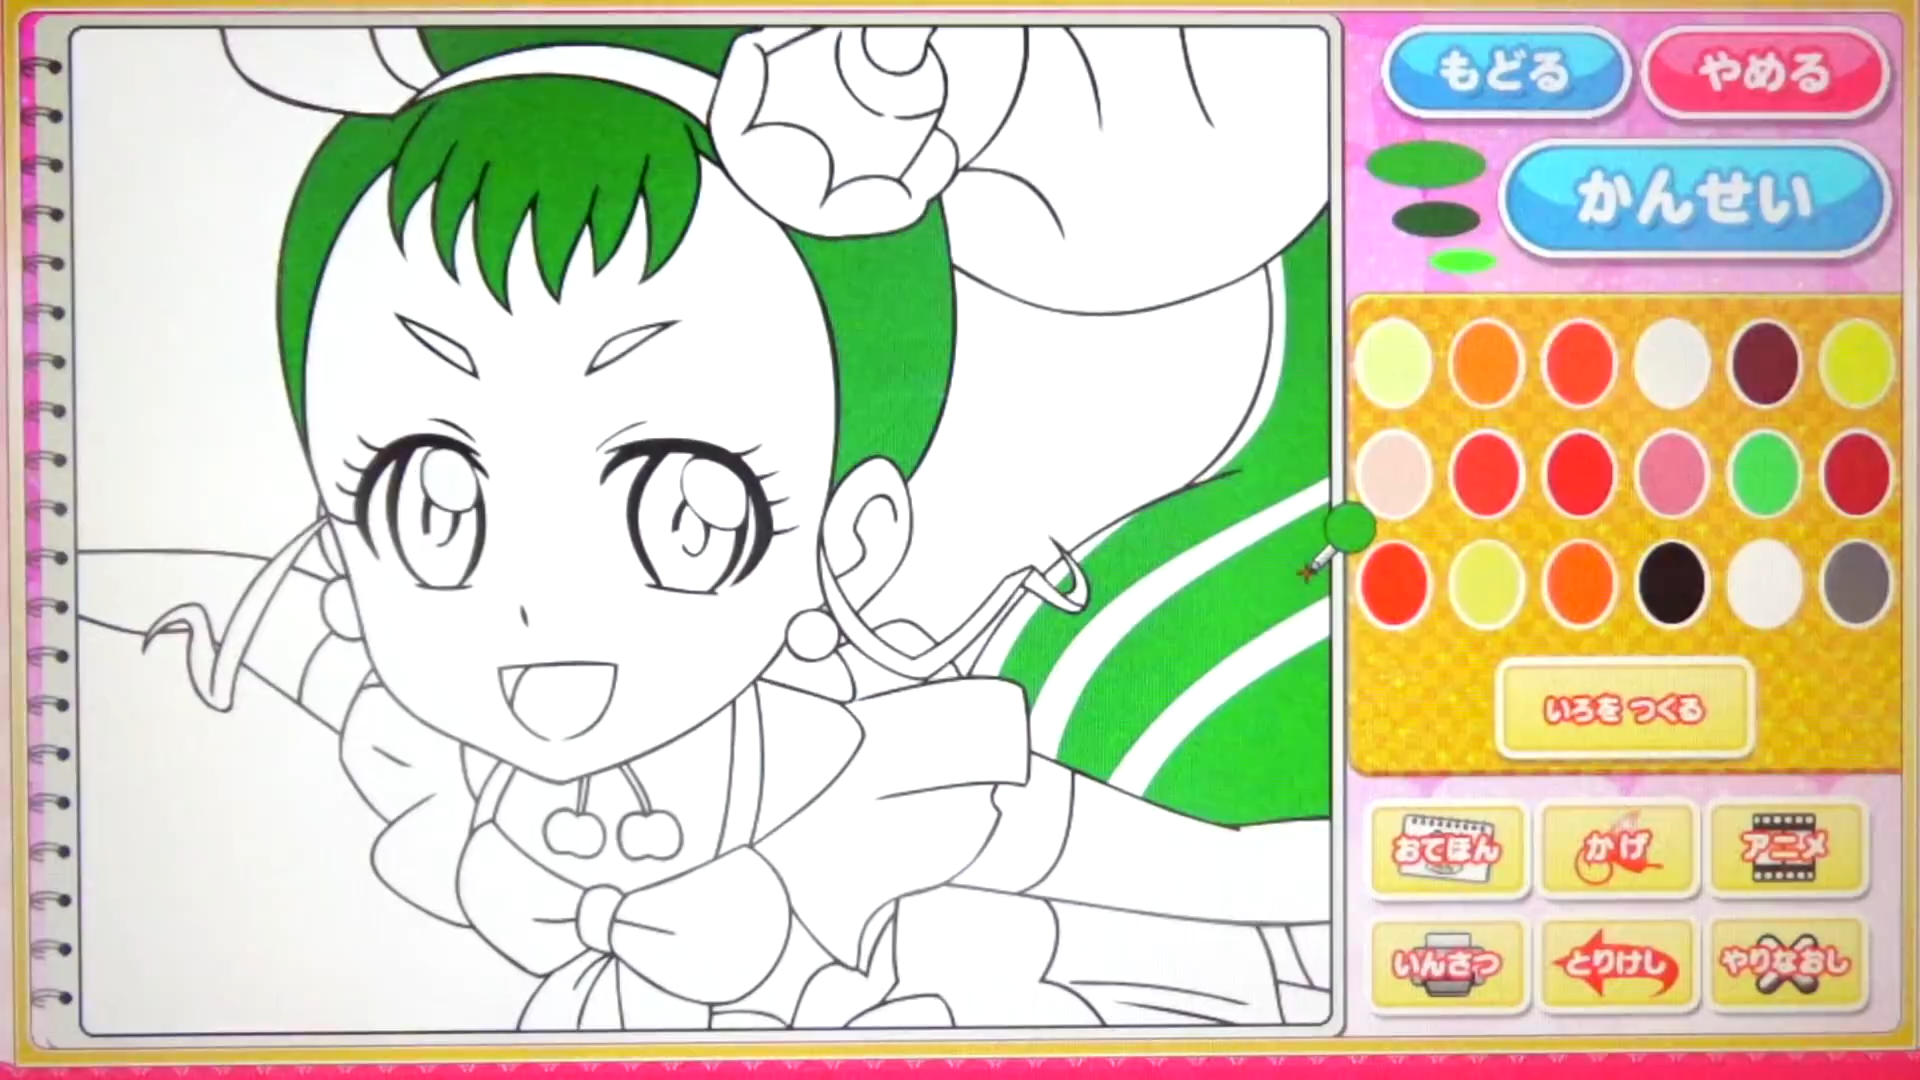 もどる
やめる
かんせい
いろを つくる
おてほん
かげ
アニメ
いんさつ
とりけし
やりなおし